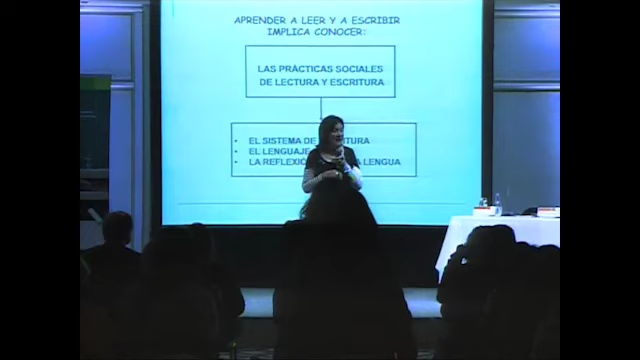 APRENDER A LEER Y A ESCRIBIR
IMPLICA CONOCER:
LAS PRÁCTICAS SOCIALES
DE LECTURA Y ESCRITURA
• EL SISTEMA DE
• EL LENGUAJE
• LA LENGUA